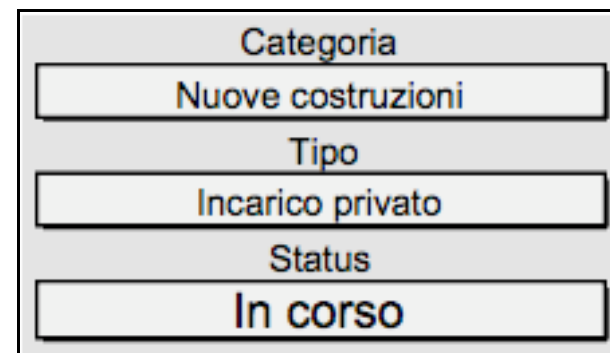 Categoria
Nuove costruzioni
Tipo
Incarico privato
Status
In corso